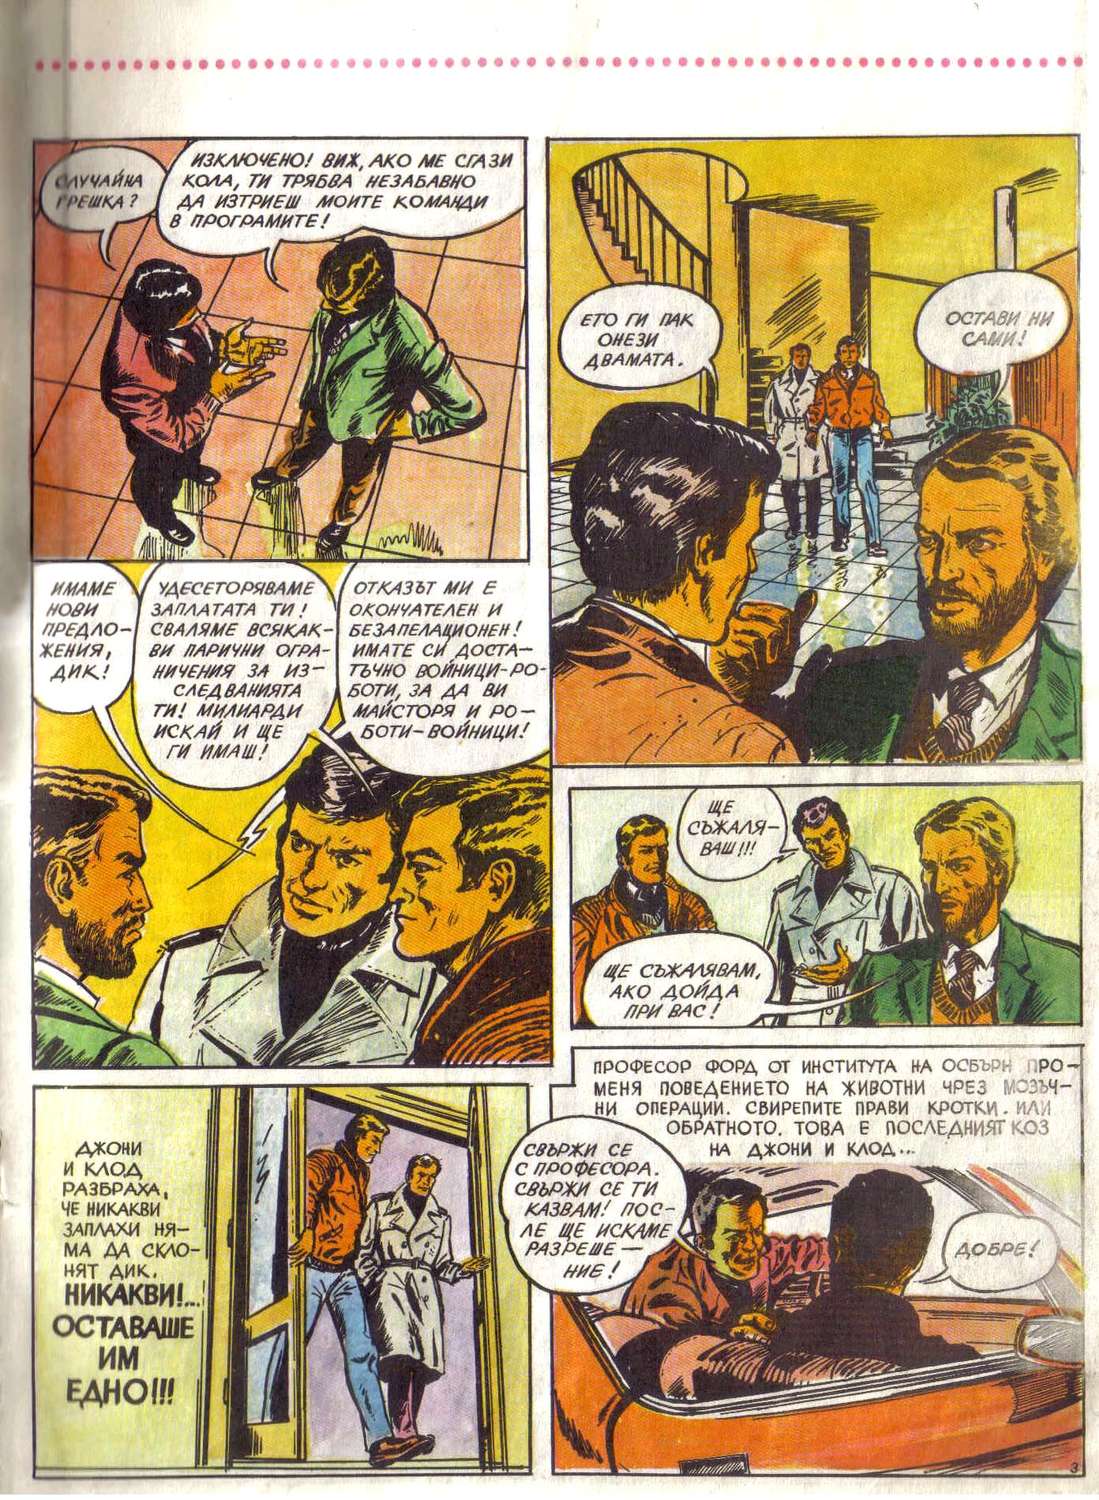 СЛУЧАЙНА
ГРЕШКА?
ИЗКЛЮЧЕНО! ВИЖ, АКО МЕ СГАЗИ
КОЛА, ТИ ТРЯБВА НЕЗАБАВНО
ДА ИЗТРИЕШ МОИТЕ КОМАНДИ
В ПРОГРАМИТЕ!
ЕТО ГИ ПАК
ОНЕЗИ
ДВАМАТА.
ОСТАВИ НИ
САМИ!
ИМАМЕ
НОВИ
ПРЕДЛО-
ЖЕНИЯ,
ДИК!
УДЕСЕТОРЯВАМЕ
ЗАПЛАТАТА ТИ!
СВАЛЯМЕ ВСЯКАК-
ВИ ПАРИЧНИ ОГРА-
НИЧЕНИЯ ЗА ИЗ-
СЛЕДВАНИЯТА
ТИ! МИЛИАРДИ
ИСКАЙ И ЩЕ
ГИ ИМАШ!
ОТКАЗЪТ МИ Е
ОКОНЧАТЕЛЕН И
БЕЗАПЕЛАЦИОНЕН!
ИМАТЕ СИ ДОСТА-
ТЪЧНО ВОЙНИЦИ-РО-
БОТИ, ЗА ДА ВИ
МАЙСТОРЯ И РО-
БОТИ-ВОЙНИЦИ!
ЩЕ
СЪЖАЛЯ-
ВАШ!!!
ЩЕ СЪЖАЛЯВАМ,
АКО ДОЙДА
ПРИ ВАС!
ДЖОНИ
И КЛОД
РАЗБРАХА,
ЧЕ НИКАКВИ
ЗАПЛАХИ НЯ-
МА ДА СКЛО-
НЯТ ДИК.
НИКАКВИ!...
ОСТАВАШЕ
ИМ
ЕДНО!!!
ПРОФЕСОР ФОРД ОТ ИНСТИТУТА НА ОСБЪРН ПРО-
МЕНЯ ПОВЕДЕНИЕТО НА ЖИВОТНИ ЧРЕЗ МОЗЪЧ-
НИ ОПЕРАЦИИ. СВИРЕПИТЕ ПРАВИ КРОТКИ. ИЛИ
ОБРАТНОТО. ТОВА Е ПОСЛЕДНИЯТ КОЗ
НА ДЖОНИ И КЛОД...
СВЪРЖИ СЕ
С ПРОФЕСОРА.
СВЪРЖИ СЕ ТИ
КАЗВАМ! ПОС-
ЛЕ ЩЕ ИСКАМЕ
РАЗРЕШЕ-
НИЕ!
ДОБРЕ!
3